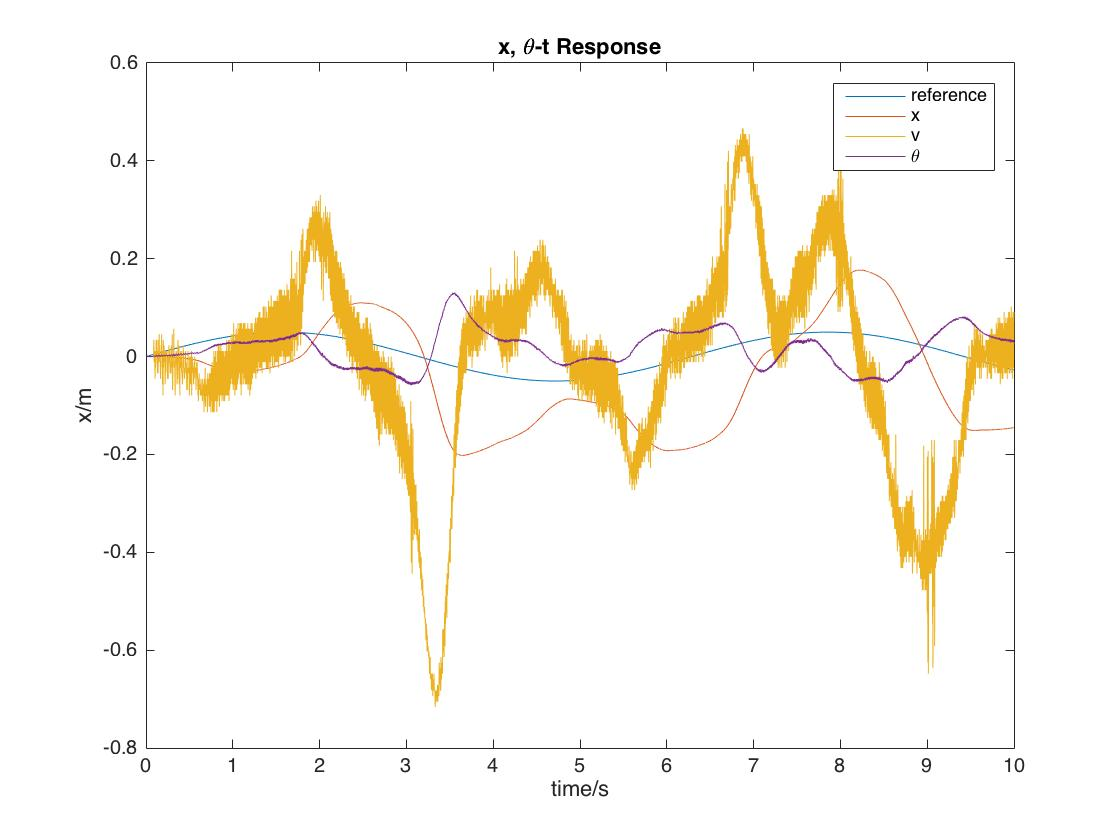 x, θ-t Response
0.6
0.4
0.2
0
-0.2
-0.4
-0.6
-0.8
x/m
reference
x
v
θ
0 1 2 3 4 5 6 7 8 9 10
time/s